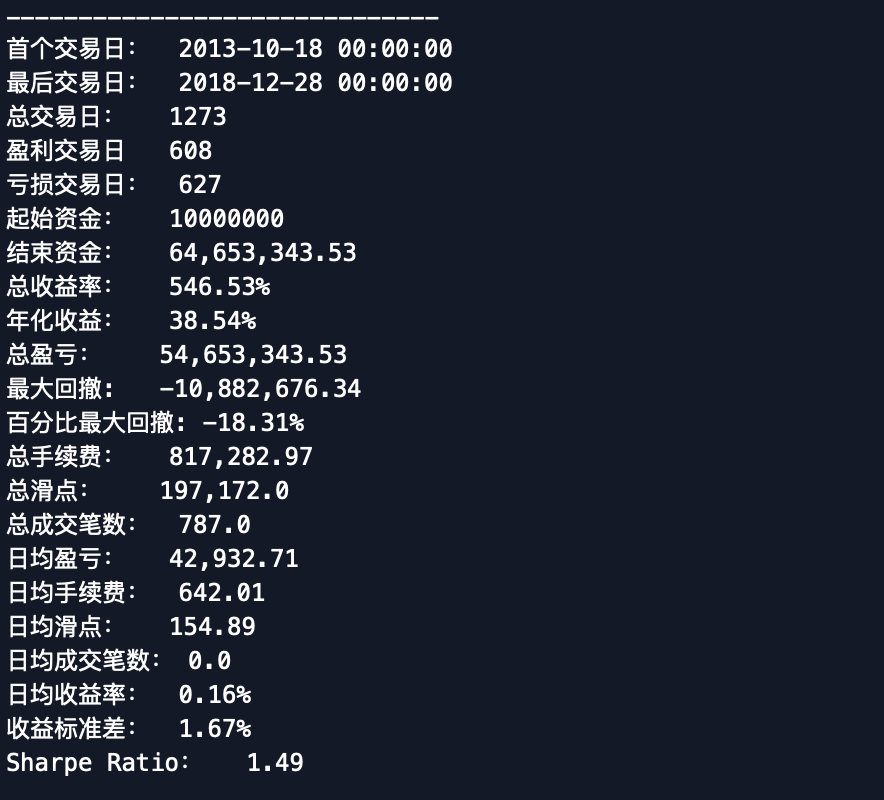 ------------------------------
首个交易日:   2013-10-18 00:00:00
最后交易日:   2018-12-28 00:00:00
总交易日:    1273
盈利交易日   608
亏损交易日:   627
起始资金:    10000000
结束资金:    64,653,343.53
总收益率:    546.53%
年化收益:    38.54%
总盈亏:     54,653,343.53
最大回撤:   -10,882,676.34
百分比最大回撤: -18.31%
总手续费:    817,282.97
总滑点:     197,172.0
总成交笔数:   787.0
日均盈亏:    42,932.71
日均手续费:   642.01
日均滑点:    154.89
日均成交笔数:  0.0
日均收益率:   0.16%
收益标准差:   1.67%
Sharpe Ratio:    1.49